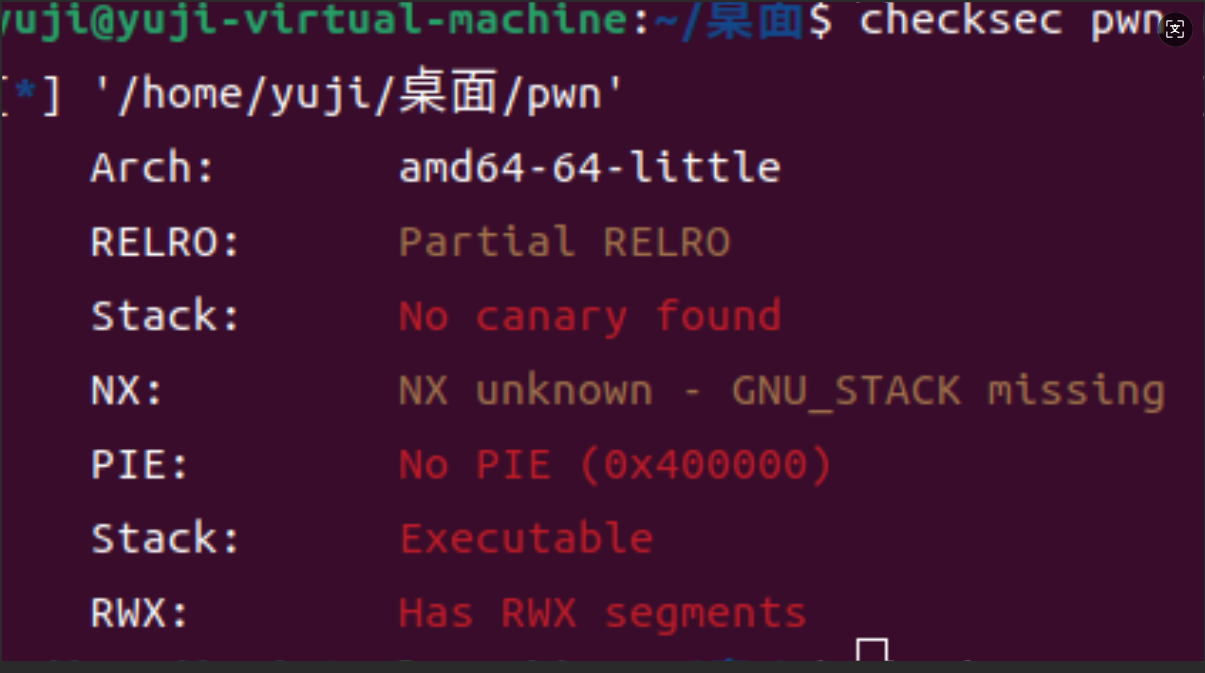 yuji@yuji-virtual-machine:~/桌面$ checksec pwn
[*] '/home/yuji/桌面/pwn'
Arch: amd64-64-little
RELRO: Partial RELRO
Stack: No canary found
NX: NX unknown - GNU_STACK missing
PIE: No PIE (0x400000)
Stack: Executable
RWX: Has RWX segments